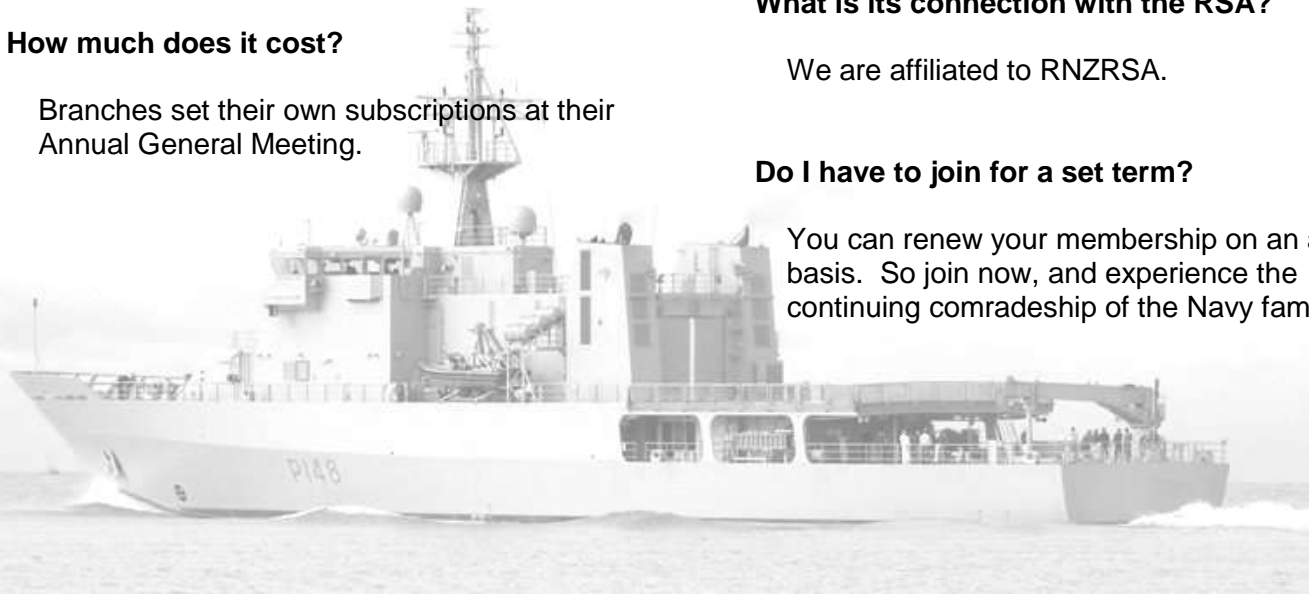 How much does it cost?
Branches set their own subscriptions at their
Annual General Meeting.
What is its connection with the RSA?
We are affiliated to RNZRSA.
Do I have to join for a set term?
You can renew your membership on an
basis. So join now, and experience the
continuing comradeship of the Navy
P148